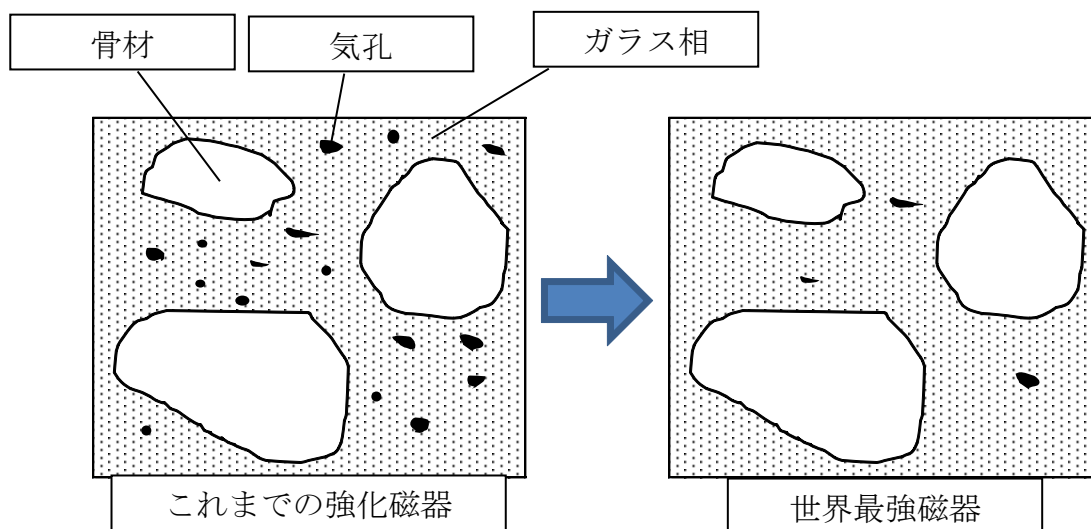 骨材
気孔
ガラス相
これまでの強化磁器
世界最強磁器